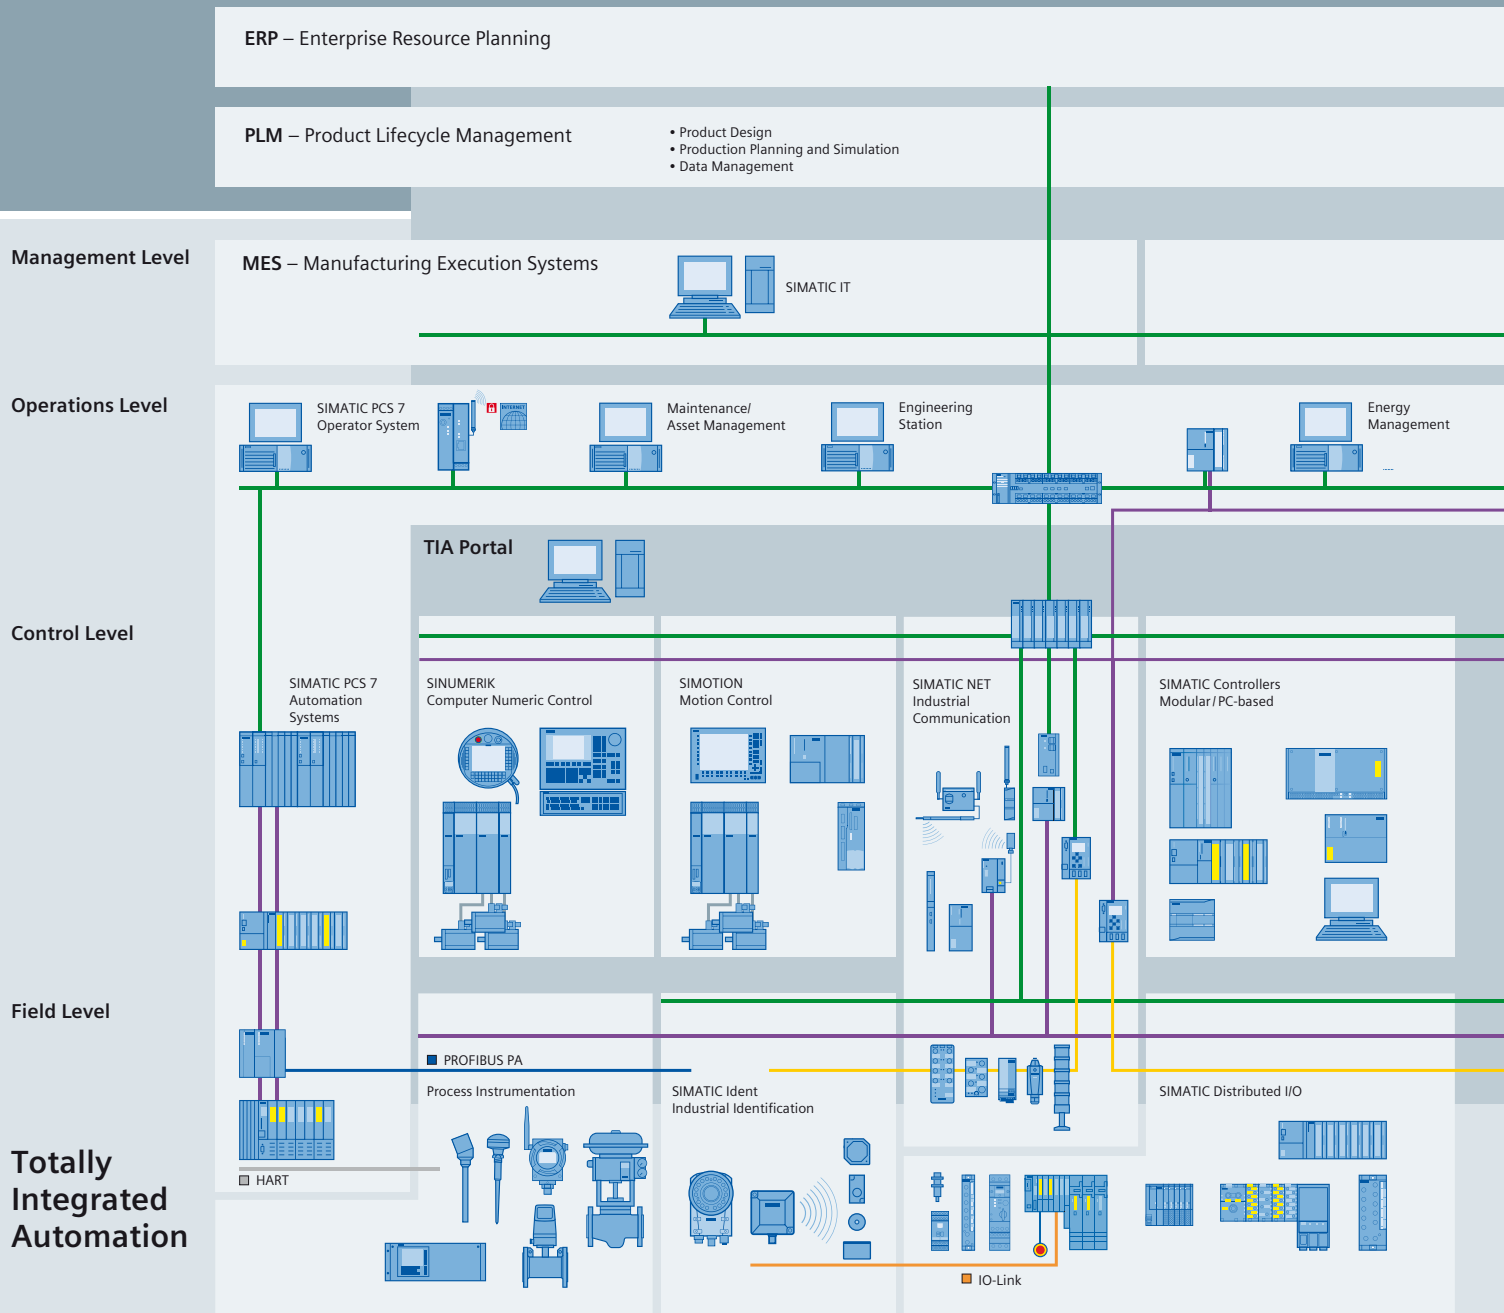 ERP – Enterprise Resource Planning
PLM – Product Lifecycle Management
• Product Design
• Production Planning and Simulation
• Data Management
Management Level
MES – Manufacturing Execution Systems
SIMATIC IT
Operations Level
SIMATIC PCS 7
Operator System
INTERNET
Maintenance/
Asset Management
Engineering
Station
Energy
Management
TIA Portal
Control Level
SIMATIC PCS 7
Automation
Systems
SINUMERIK
Computer Numeric Control
SIMOTION
Motion Control
SIMATIC NET
Industrial
Communication
SIMATIC Controllers
Modular/PC-based
Field Level
PROFIBUS PA
Process Instrumentation
SIMATIC Ident
Industrial Identification
SIMATIC Distributed I/O
HART
IO-Link
Totally
Integrated
Automation